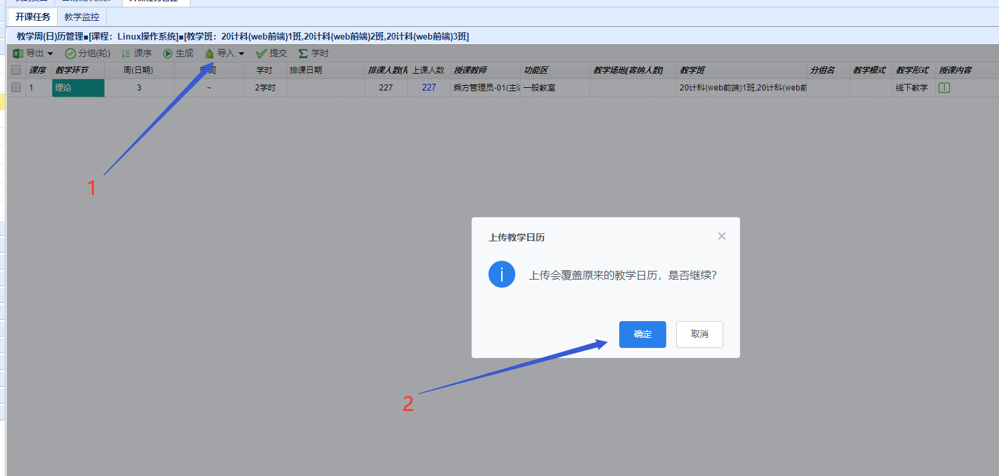 开课任务 教学监控
教学周(日)历管理■[课程：Linux操作系统]■[教学班：20计科(web前端)1班,20计科(web前端)2班,20计科(web前端)3班]
导出 分组(轮) 课序 生成 导入 提交 学时
课序 教学环节 周(日期) 时间 学时 排课日期 排课人数(限 上课人数 授课教师 功能区 教学场地[容纳人数] 教学班 分组名 教学模式 教学形式 授课内容
1 理论 3 ~ 2学时 227 227 乘方管理员-01(主讲 一般教室 20计科(web前端)1班,20计科(web前 线下教学
1
上传教学日历
上传会覆盖原来的教学日历，是否继续？
确定 取消
2